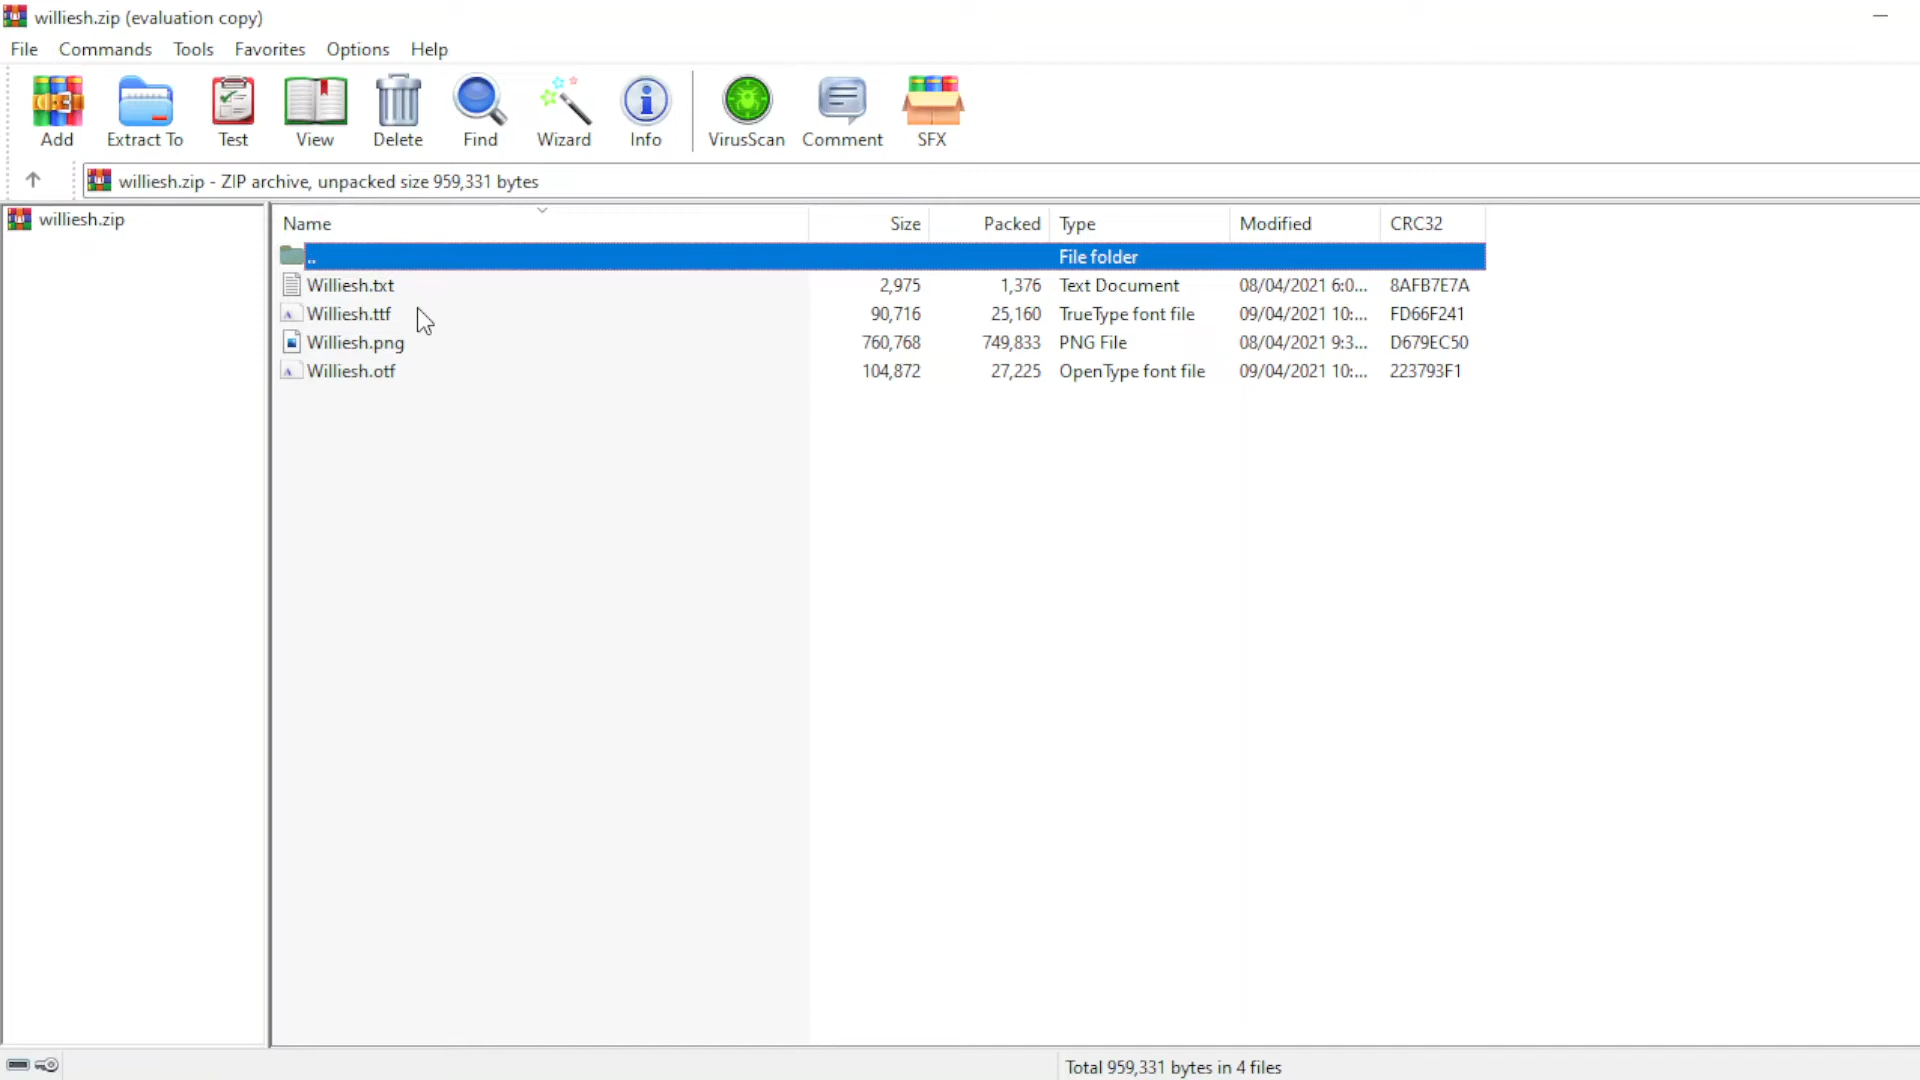 williesh.zip (evaluation copy)
File Commands Tools Favorites Options Help
Add Extract To Test View Delete Find Wizard Info VirusScan Comment SFX
williesh.zip - ZIP archive, unpacked size 959,331 bytes
williesh.zip
Name Size Packed Type Modified CRC32
.. File folder
Williesh.txt 2,975 1,376 Text Document 08/04/2021 6:0... 8AFB7E7A
Williesh.ttf 90,716 25,160 TrueType font file 09/04/2021 10:... FD66F241
Williesh.png 760,768 749,833 PNG File 08/04/2021 9:3... D679EC50
Williesh.otf 104,872 27,225 OpenType font file 09/04/2021 10:... 223793F1
Total 959,331 bytes in 4 files